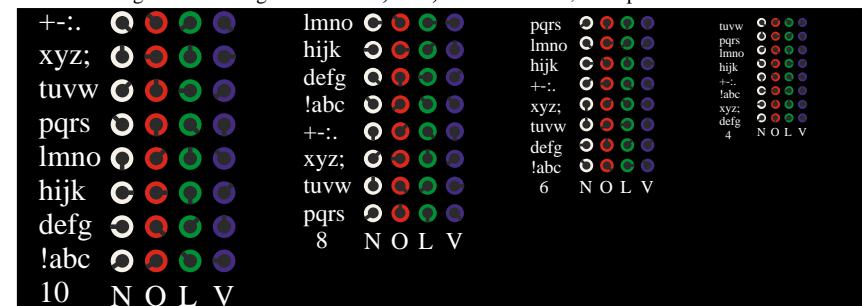 +-:.
xyz;
tuvw
pqrs
lmno
hijk
defg
!abc
10 N O L V
lmno
hijk
defg
!abc
+-:.
xyz;
tuvw
pqrs
8 N O L V
pqrs
lmno
hijk
+-:.
xyz;
tuvw
defg
!abc
6 N O L V
tuvw
pqrs
lmno
hijk
+-:.
!abc
xyz;
defg
4 N O L V